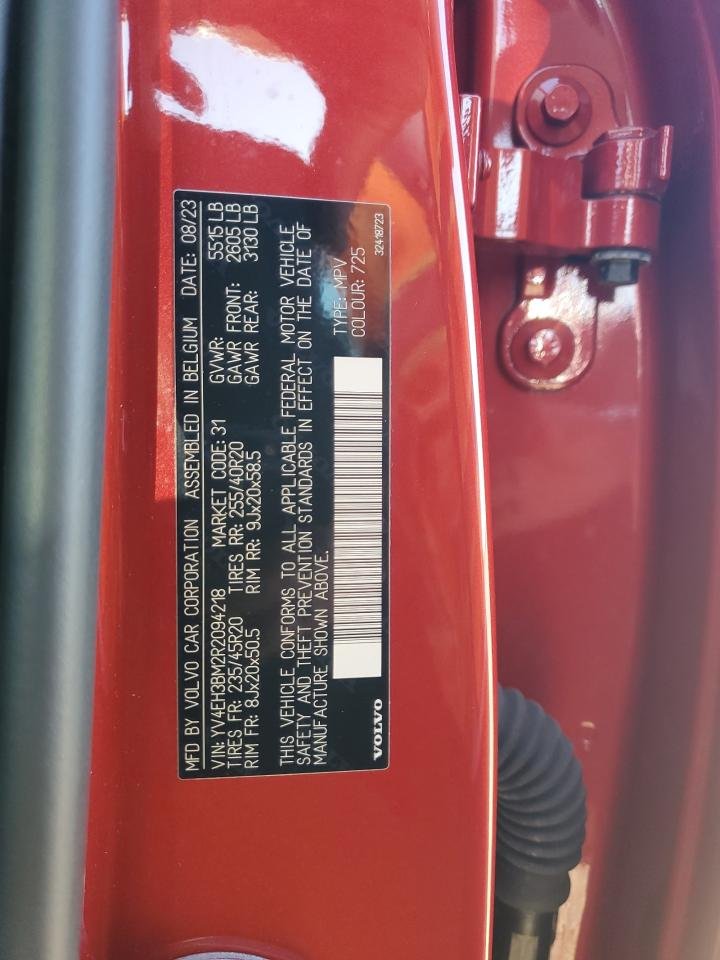 MFD BY VOLVO CAR CORPORATION ASSEMBLED IN BELGIUM DATE: 08/23
VIN: YV4EH3BM2R2094218 MARKET CODE: 31 GVWR: 5515 LB
TIRES FR: 235/45R20 TIRES RR: 255/40R20 GAWR FRONT: 2605 LB
RIM FR: 8Jx20x50.5 RIM RR: 9Jx20x58.5 GAWR REAR: 3130 LB
THIS VEHICLE CONFORMS TO ALL APPLICABLE FEDERAL MOTOR VEHICLE
SAFETY AND THEFT PREVENTION STANDARDS IN EFFECT ON THE DATE OF
MANUFACTURE SHOWN ABOVE.
TYPE: MPV
COLOUR: 725
VOLVO 32418723